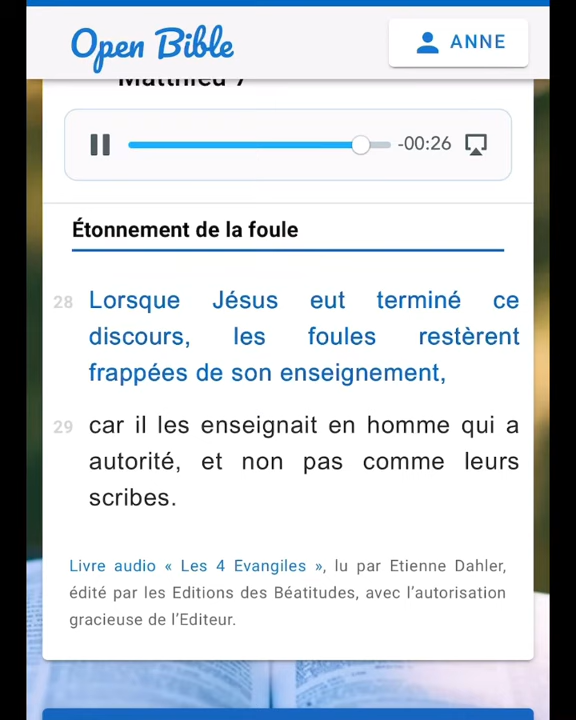 Open Bible
ANNE
Matthieu 7
-00:26
Étonnement de la foule
28 Lorsque Jésus eut terminé ce
discours, les foules restèrent
frappées de son enseignement,
29 car il les enseignait en homme qui a
autorité, et non pas comme leurs
scribes.
Livre audio « Les 4 Evangiles », lu par Etienne Dahler,
édité par les Editions des Béatitudes, avec l’autorisation
gracieuse de l’Editeur.